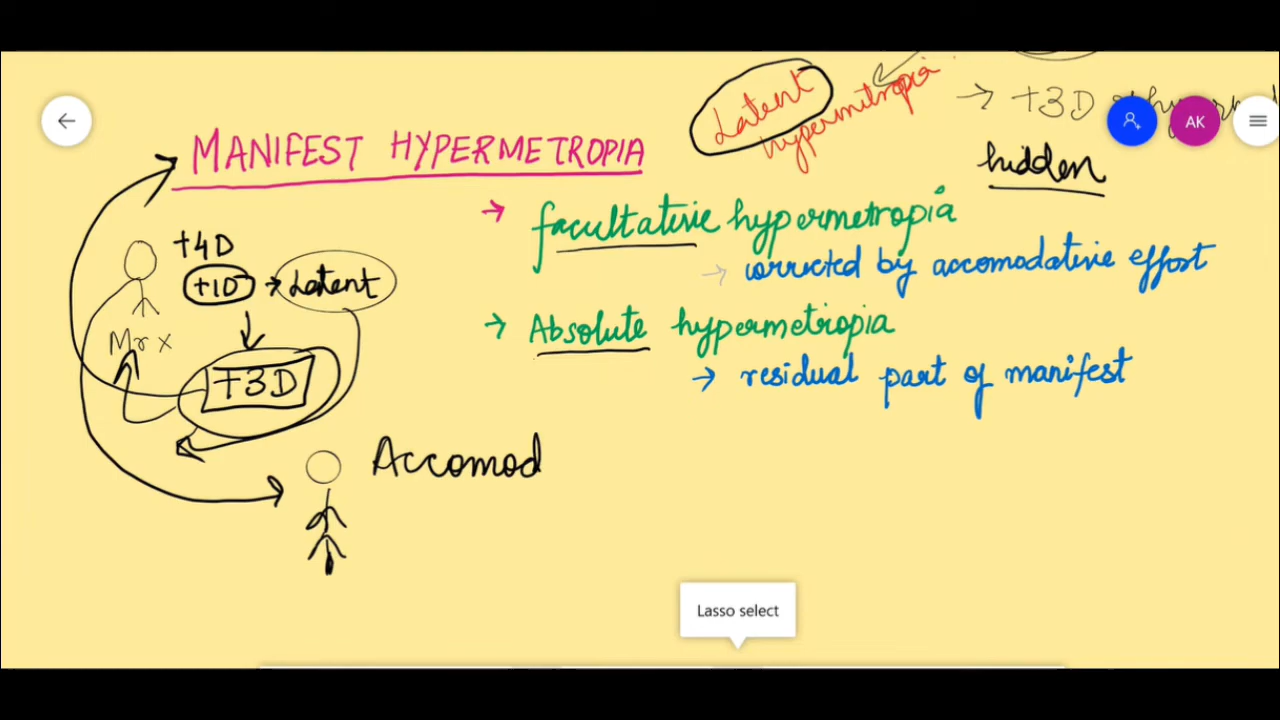 Latent
hypermetropia
→ +3D
AK
hidden
MANIFEST HYPERMETROPIA
→ facultative hypermetropia
→ corrected by accomodative effort
→ Absolute hypermetropia
→ residual part of manifest
+4D
+1D → Latent
Mr x
+3D
Accomod
Lasso select